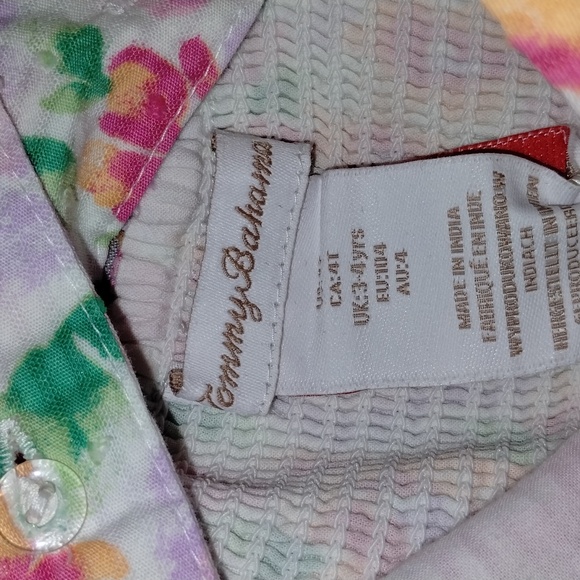 Tommy Bahama
CA:4T
UK:3-4yrs
EU:104
AU:4
MADE IN INDIA
FABRIQUÉ EN INDE
WYPRODUKOWANO W
INDIACH
HERGESTELLT IN